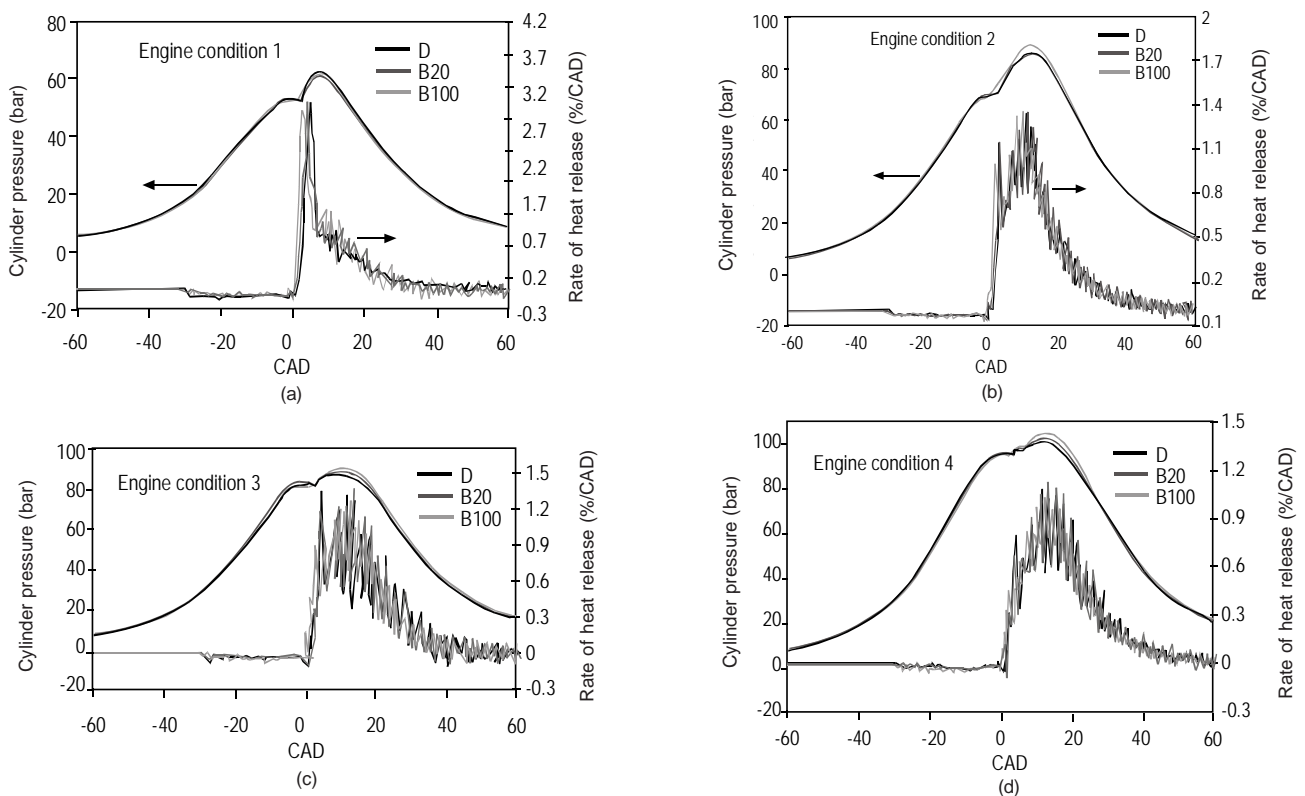 Engine condition 1
D
B20
B100
Cylinder pressure (bar)
80
60
40
20
0
-20
Rate of heat release (%/CAD)
4.2
3.7
3.2
2.7
2.2
1.7
1.2
0.7
0.2
-0.3
-60
-40
-20
0
20
40
60
CAD
(a)
Engine condition 2
D
B20
B100
Cylinder pressure (bar)
100
80
60
40
20
0
-20
Rate of heat release (%/CAD)
2
1.7
1.4
1.1
0.8
0.5
0.2
0.1
-60
-40
-20
0
20
40
60
CAD
(b)
Engine condition 3
D
B20
B100
Cylinder pressure (bar)
100
80
60
40
20
0
-20
Rate of heat release (%/CAD)
1.5
1.2
0.9
0.6
0.3
0
-0.3
-60
-40
-20
0
20
40
60
CAD
(c)
Engine condition 4
D
B20
B100
Cylinder pressure (bar)
100
80
60
40
20
0
-20
Rate of heat release (%/CAD)
1.5
1.2
0.9
0.6
0.3
0
-0.3
-60
-40
-20
0
20
40
60
CAD
(d)